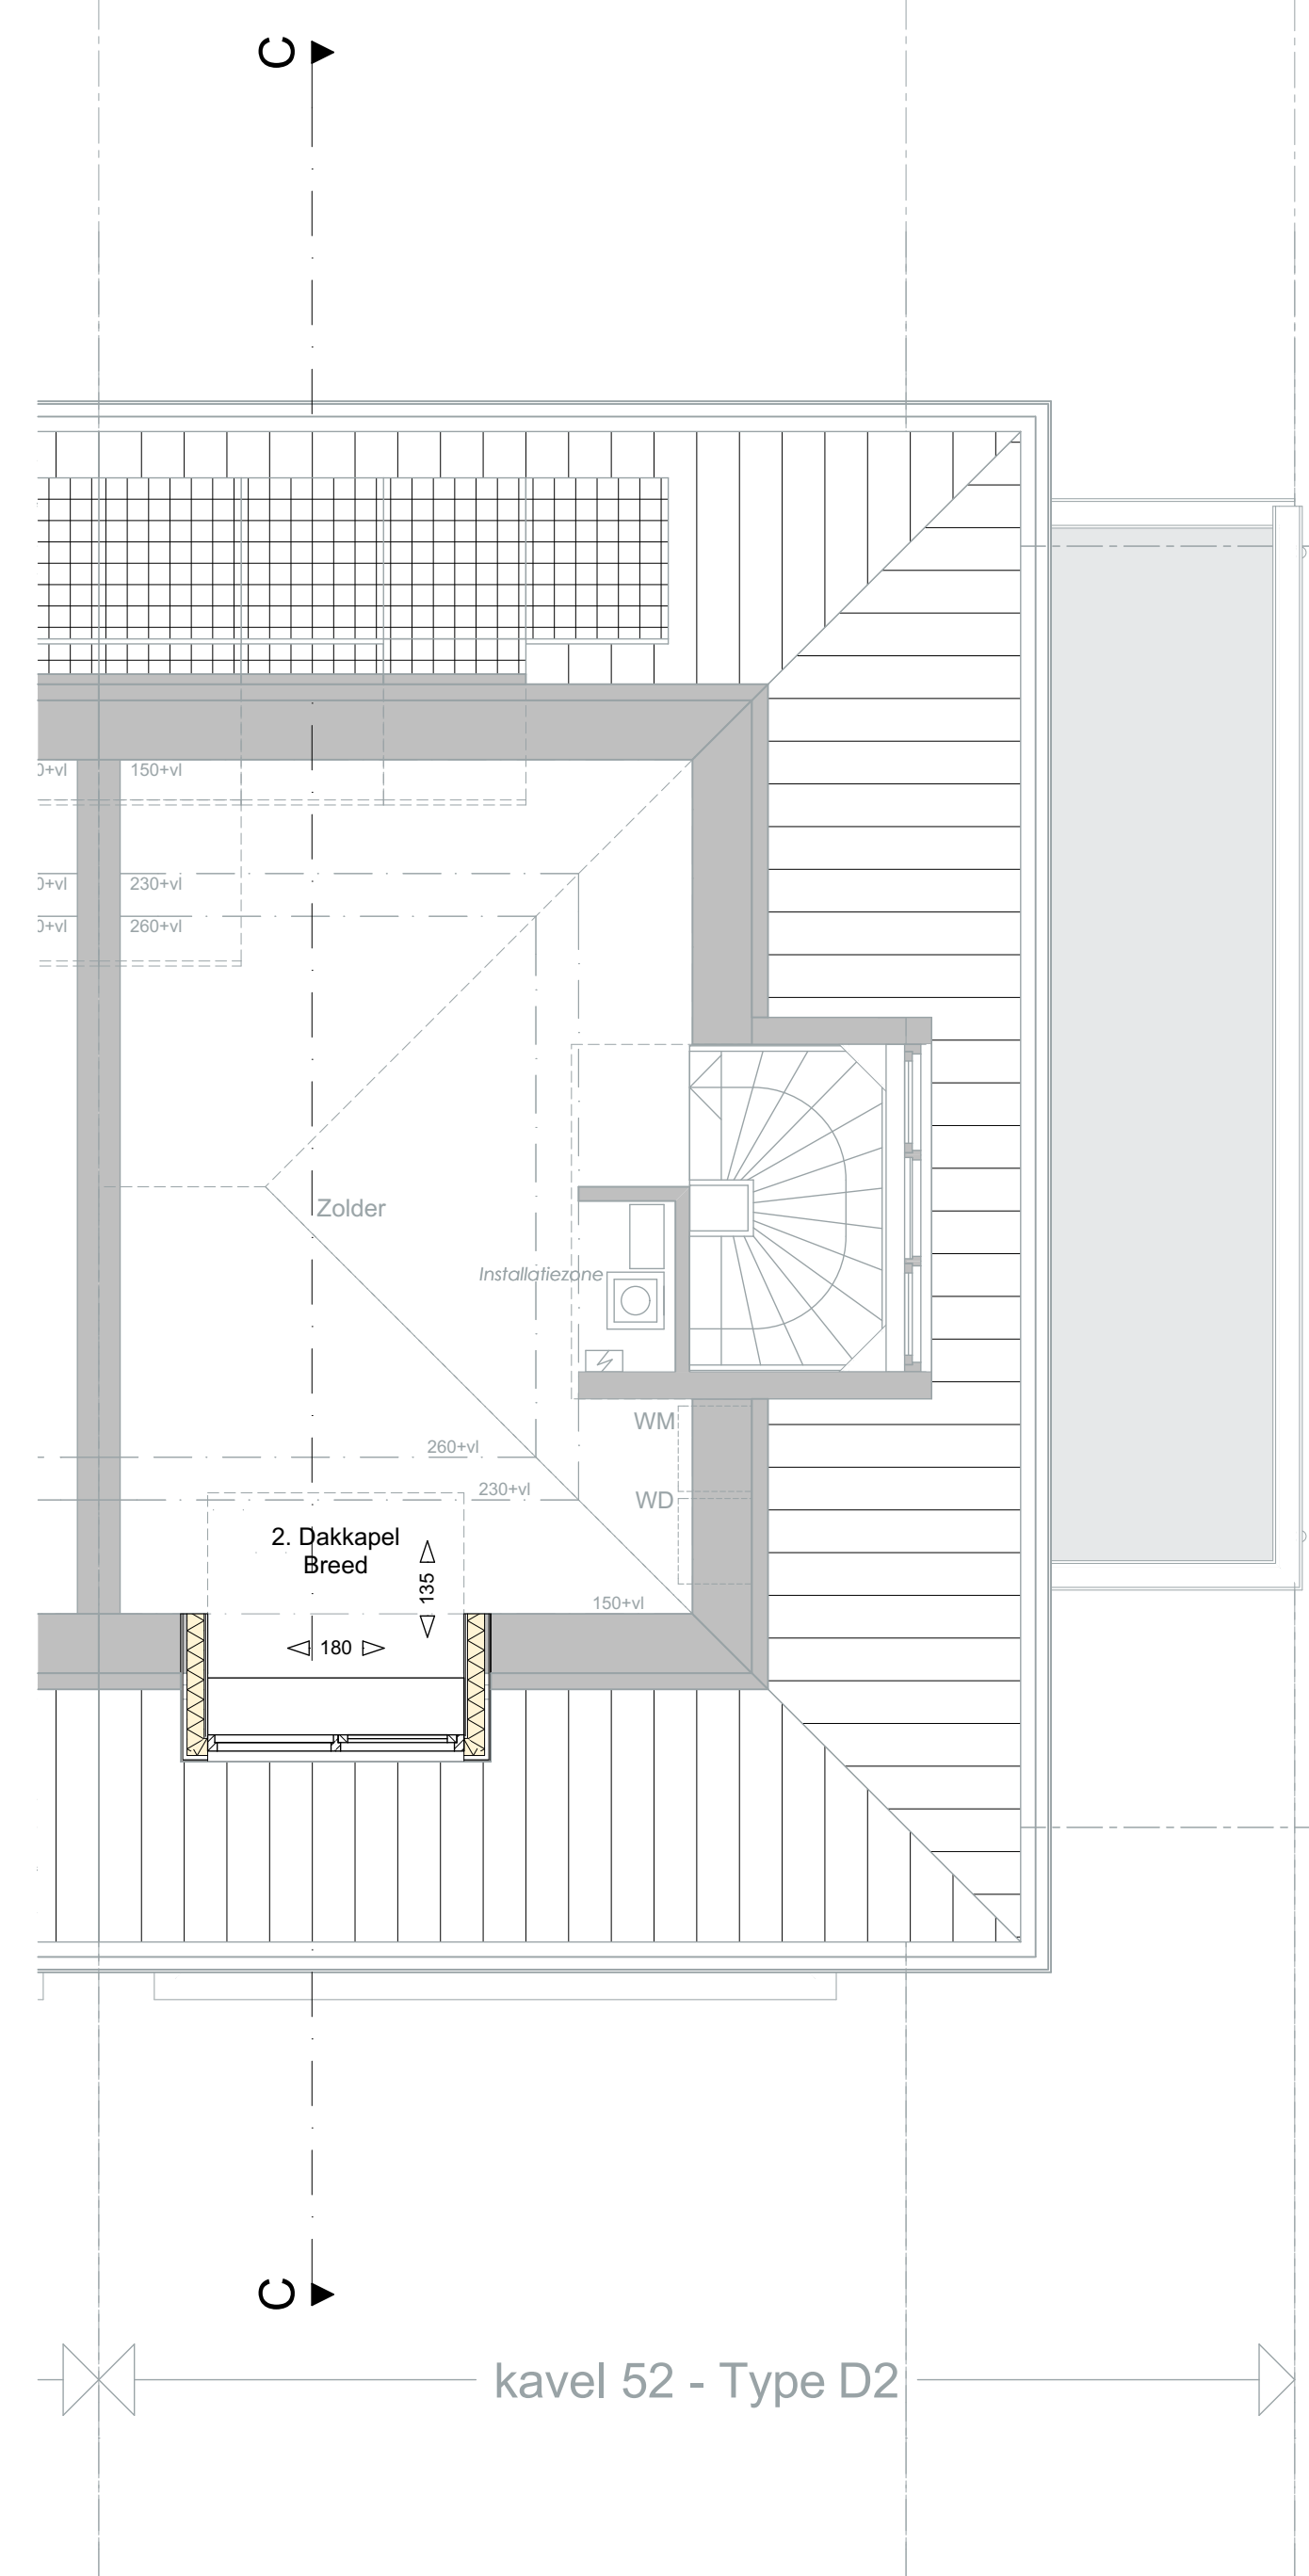 C
0+vl 150+vl
0+vl 230+vl
0+vl 260+vl
Zolder
Installatiezone
WM
260+vl
230+vl
WD
2. Dakkapel
Breed
135
150+vl
180
C
kavel 52 - Type D2